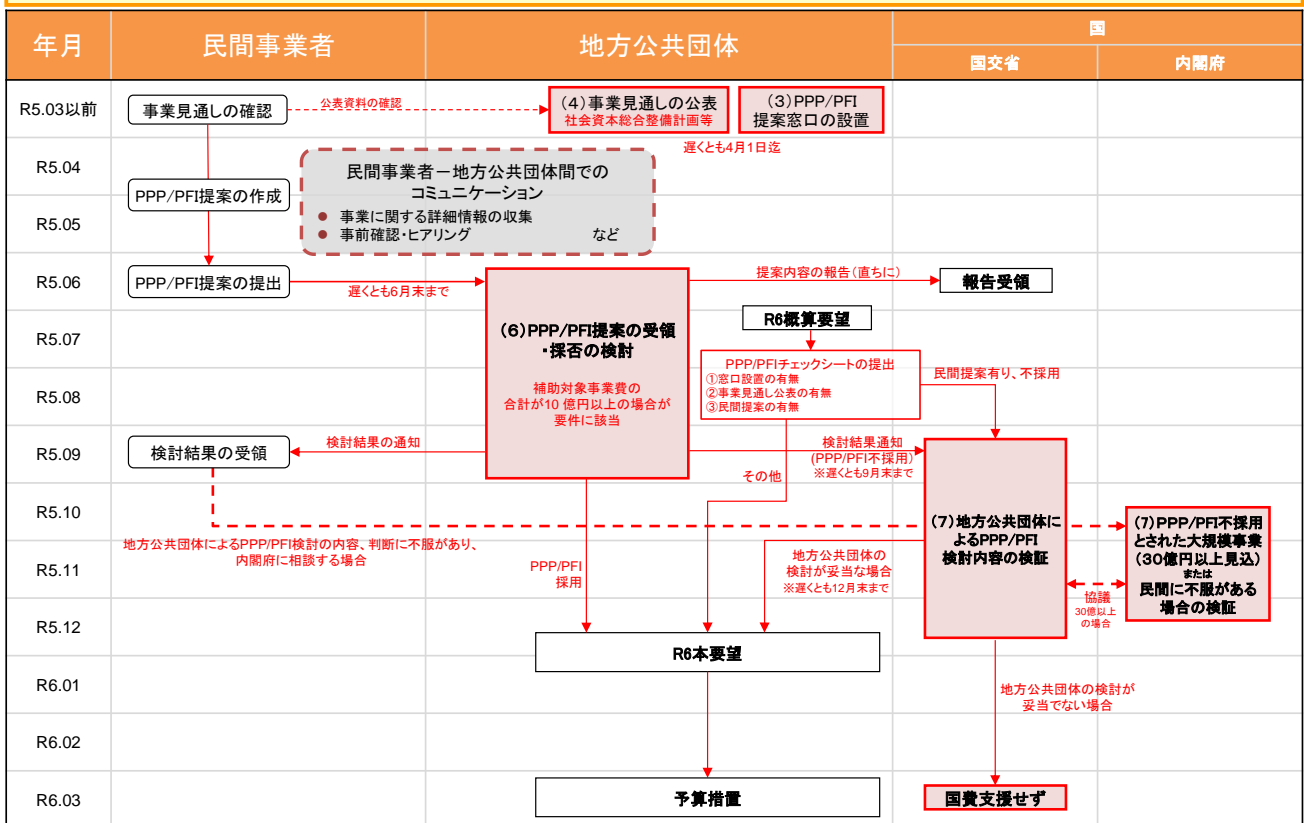 年月
民間事業者
地方公共団体
国
国交省
内閣府
R5.03以前
事業見通しの確認
公表資料の確認
(4)事業見通しの公表
社会資本総合整備計画等
(3)PPP/PFI
提案窓口の設置
遅くとも4月1日迄
R5.04
民間事業者-地方公共団体間での
コミュニケーション
● 事業に関する詳細情報の収集
● 事前確認・ヒアリング など
PPP/PFI提案の作成
R5.05
R5.06
PPP/PFI提案の提出
遅くとも6月末まで
提案内容の報告(直ちに)
報告受領
(6)PPP/PFI提案の受領
・採否の検討
補助対象事業費の
合計が10 億円以上の場合が
要件に該当
R6概算要望
R5.07
PPP/PFIチェックシートの提出
①窓口設置の有無
②事業見通し公表の有無
③民間提案の有無
民間提案有り、不採用
R5.08
R5.09
検討結果の受領
検討結果の通知
検討結果通知
(PPP/PFI不採用)
※遅くとも9月末まで
その他
R5.10
(7)地方公共団体に
よるPPP/PFI
検討内容の検証
(7)PPP/PFI不採用
とされた大規模事業
(30億円以上見込)
または
民間に不服がある
場合の検証
地方公共団体によるPPP/PFI検討の内容、判断に不服があり、
内閣府に相談する場合
R5.11
PPP/PFI
採用
地方公共団体の
検討が妥当な場合
※遅くとも12月末まで
協議
30億以上
の場合
R5.12
R6本要望
R6.01
地方公共団体の検討が
妥当でない場合
R6.02
R6.03
予算措置
国費支援せず